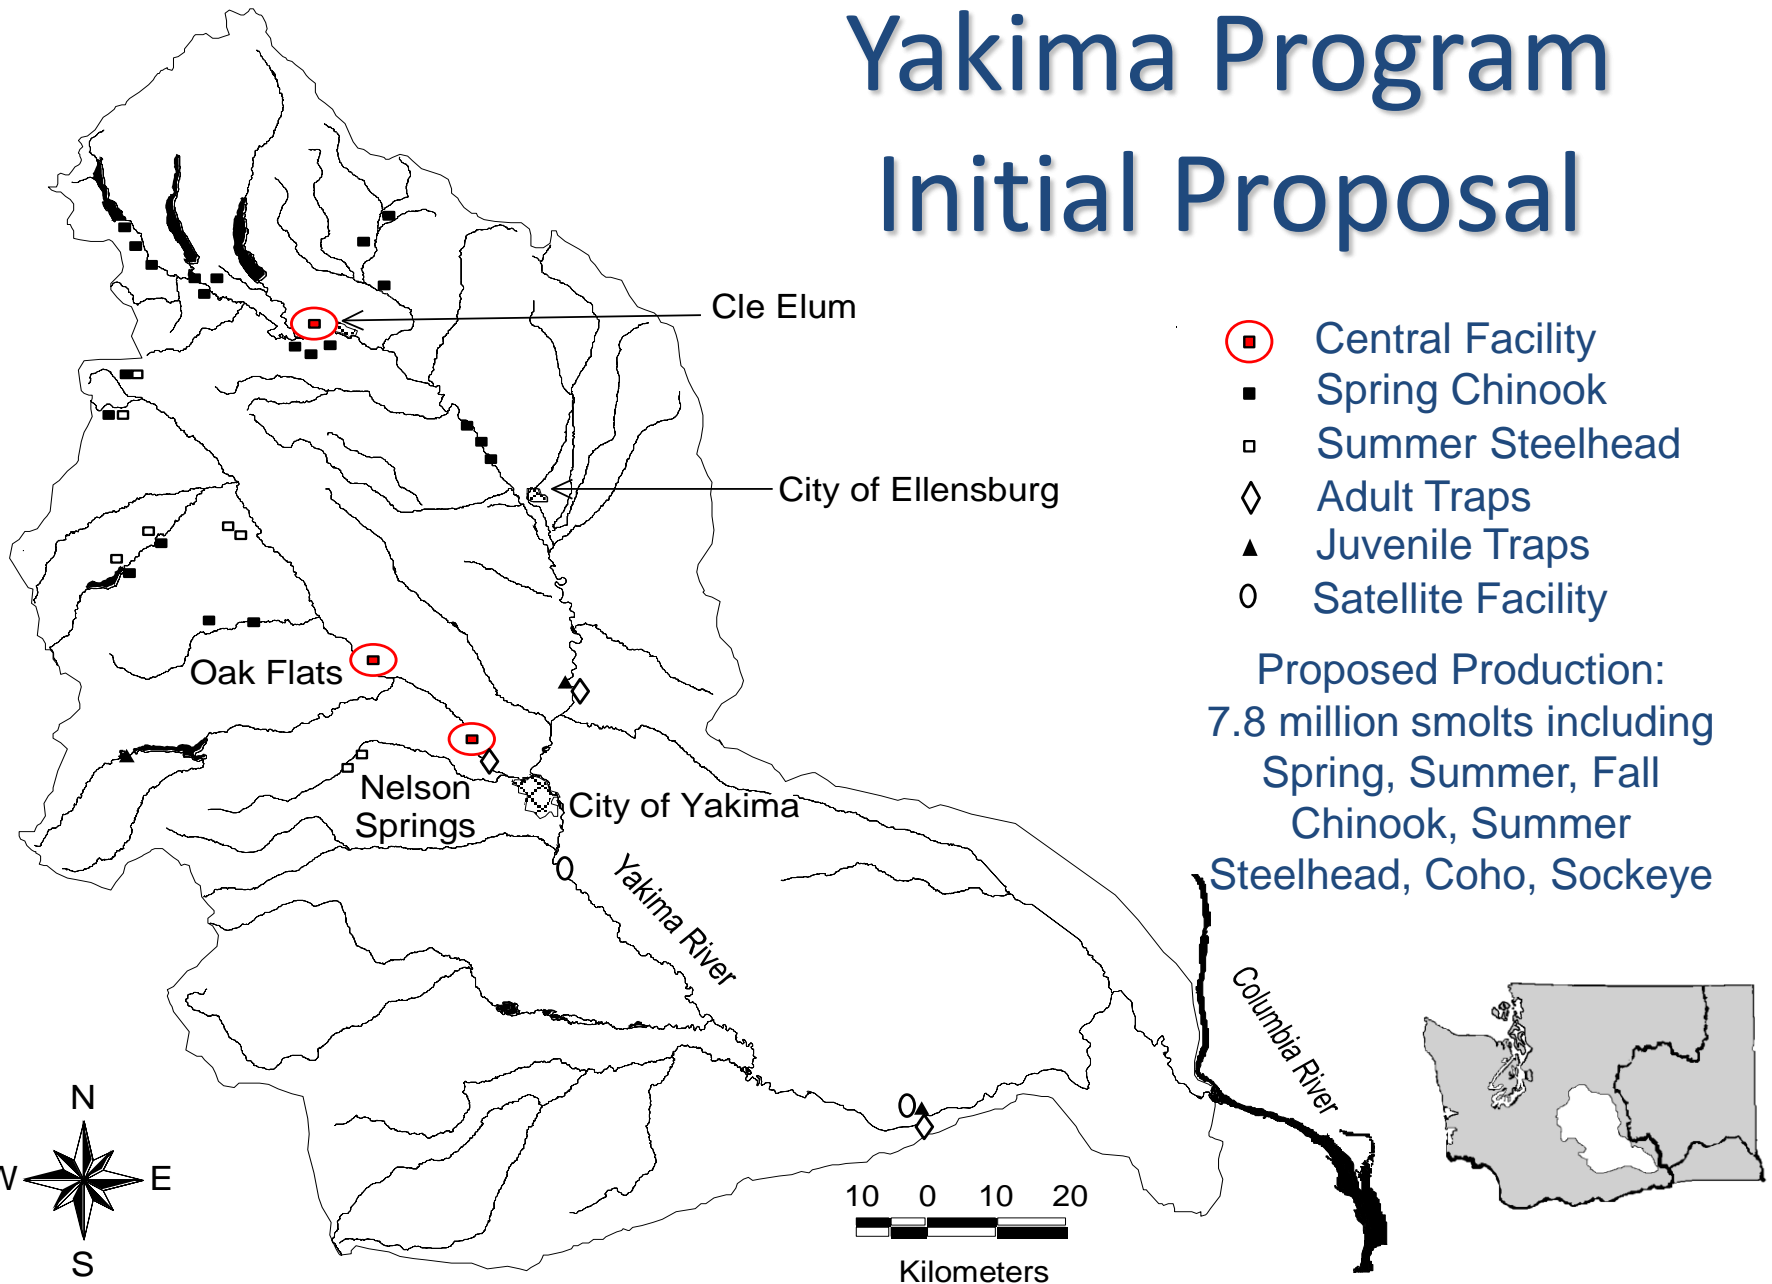 Yakima Program
Initial Proposal
Cle Elum
City of Ellensburg
Oak Flats
Nelson
Springs
City of Yakima
Yakima River
Columbia River
Central Facility
Spring Chinook
Summer Steelhead
Adult Traps
Juvenile Traps
Satellite Facility
Proposed Production:
7.8 million smolts including
Spring, Summer, Fall
Chinook, Summer
Steelhead, Coho, Sockeye
N
W E
S
10 0 10 20
Kilometers